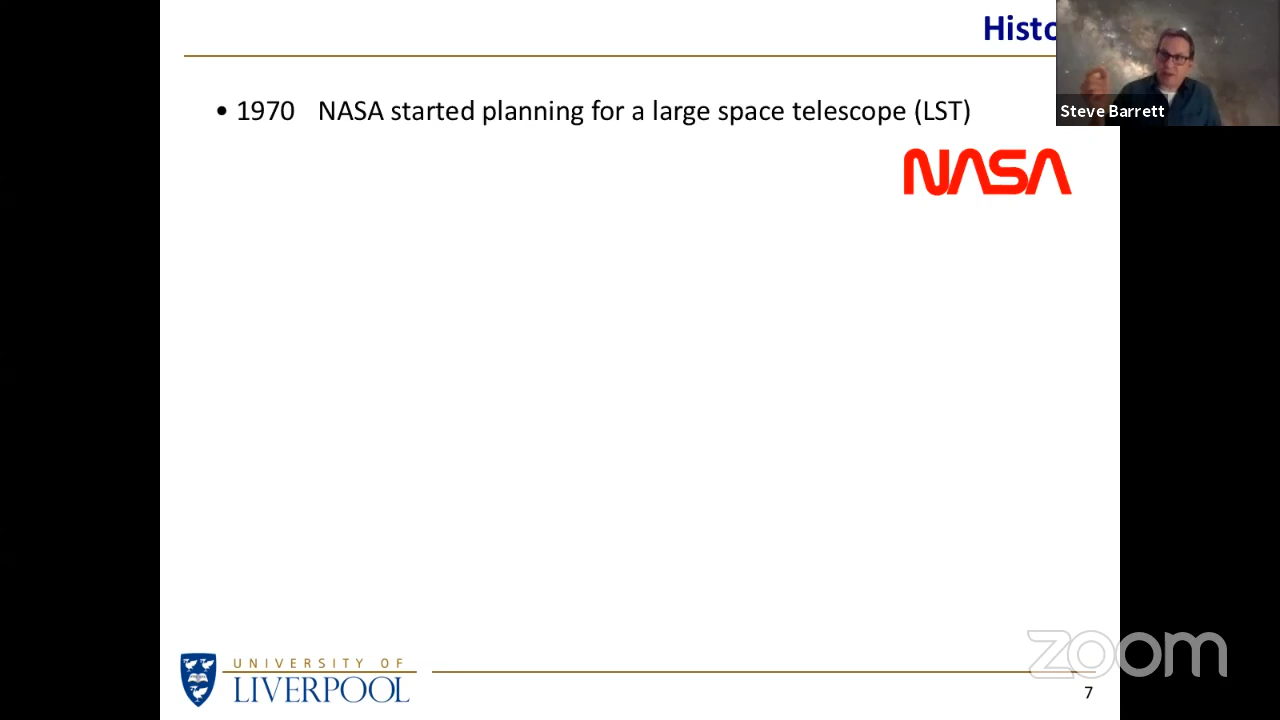 Histo
• 1970 NASA started planning for a large space telescope (LST)
Steve Barrett
NASA
UNIVERSITY OF
LIVERPOOL
zoom
7